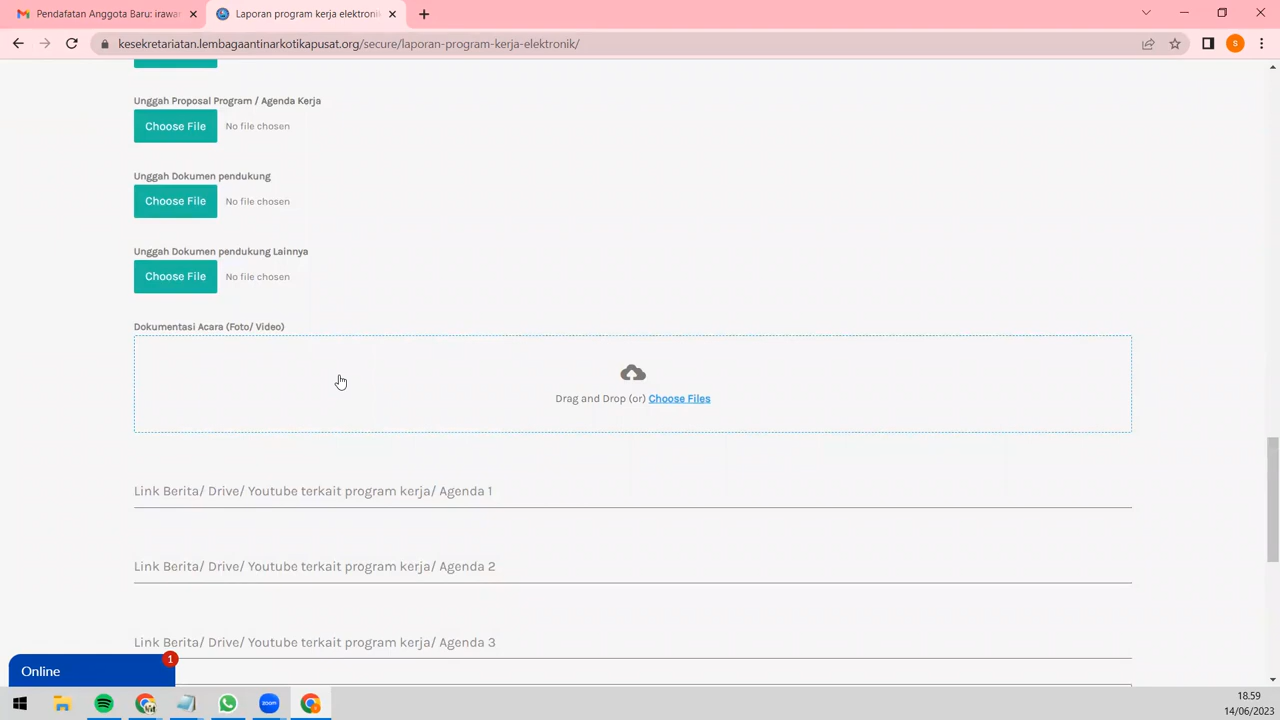 Pendafatan Anggota Baru: irawa
Laporan program kerja elektronik
kesekretariatan.lembagaantinarkotikapusat.org/secure/laporan-program-kerja-elektronik/
S
Unggah Proposal Program / Agenda Kerja
Choose File No file chosen
Unggah Dokumen pendukung
Choose File No file chosen
Unggah Dokumen pendukung Lainnya
Choose File No file chosen
Dokumentasi Acara (Foto/ Video)
Drag and Drop (or) Choose Files
Link Berita/ Drive/ Youtube terkait program kerja/ Agenda 1
Link Berita/ Drive/ Youtube terkait program kerja/ Agenda 2
Link Berita/ Drive/ Youtube terkait program kerja/ Agenda 3
Online
1
zoom
18.59
14/06/2023